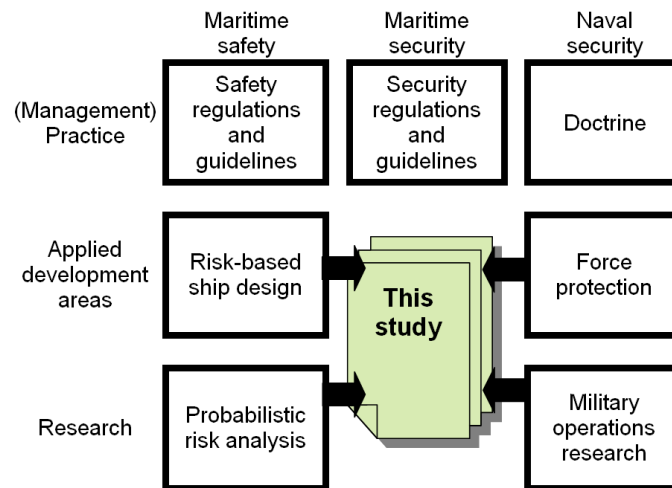 Maritime
safety
Maritime
security
Naval
security
(Management)
Practice
Safety
regulations
and
guidelines
Security
regulations
and
guidelines
Doctrine
Applied
development
areas
Risk-based
ship design
This
study
Force
protection
Research
Probabilistic
risk analysis
Military
operations
research